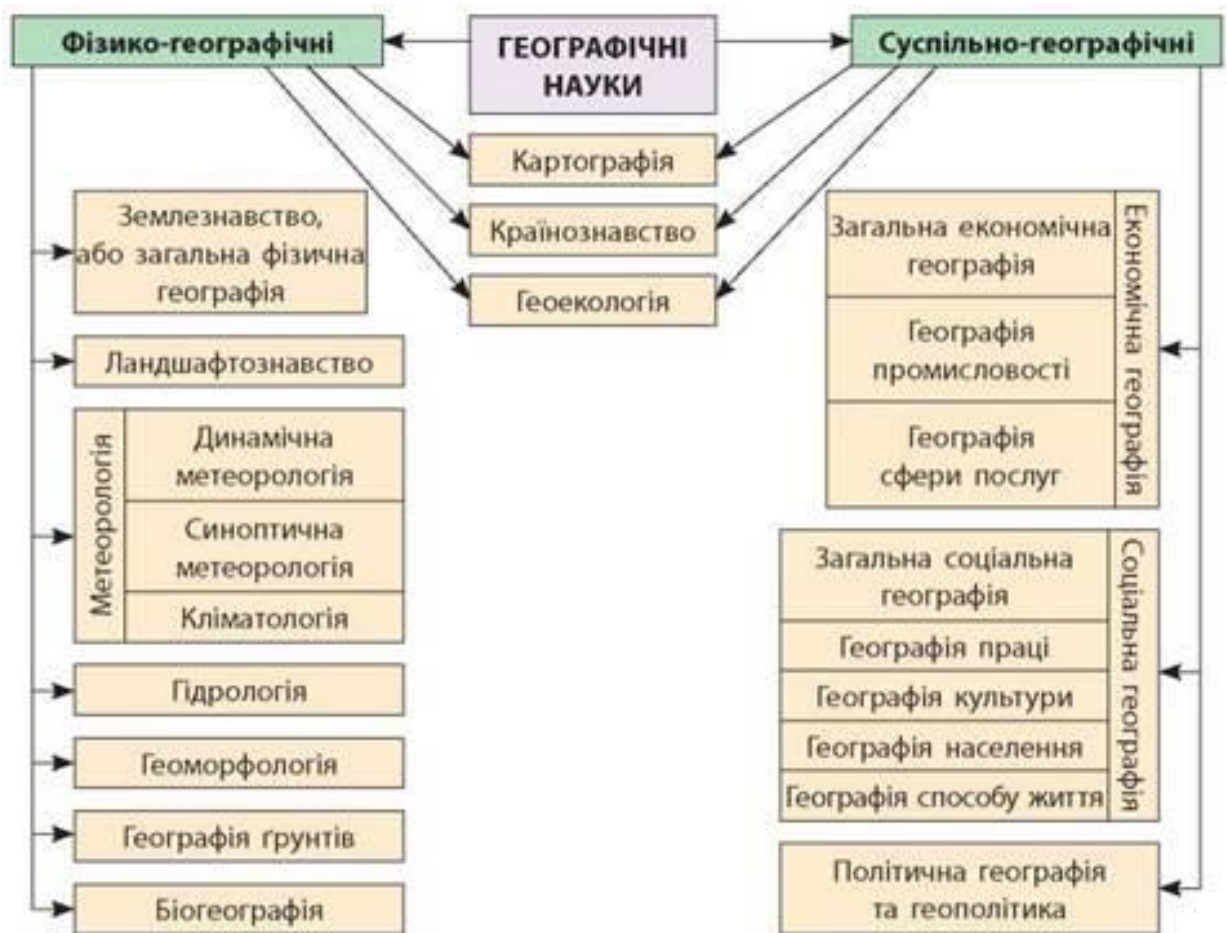 Фізико-географічні
ГЕОГРАФІЧНІ
НАУКИ
Суспільно-географічні
Картографія
Країнознавство
Геоекологія
Землезнавство,
або загальна фізична
географія
Ландшафтознавство
Метеорологія
Динамічна
метеорологія
Синоптична
метеорологія
Кліматологія
Гідрологія
Геоморфологія
Географія ґрунтів
Біогеографія
Загальна економічна
географія
Географія
промисловості
Географія
сфери послуг
Економічна географія
Загальна соціальна
географія
Географія праці
Географія культури
Географія населення
Географія способу життя
Соціальна географія
Політична географія
та геополітика